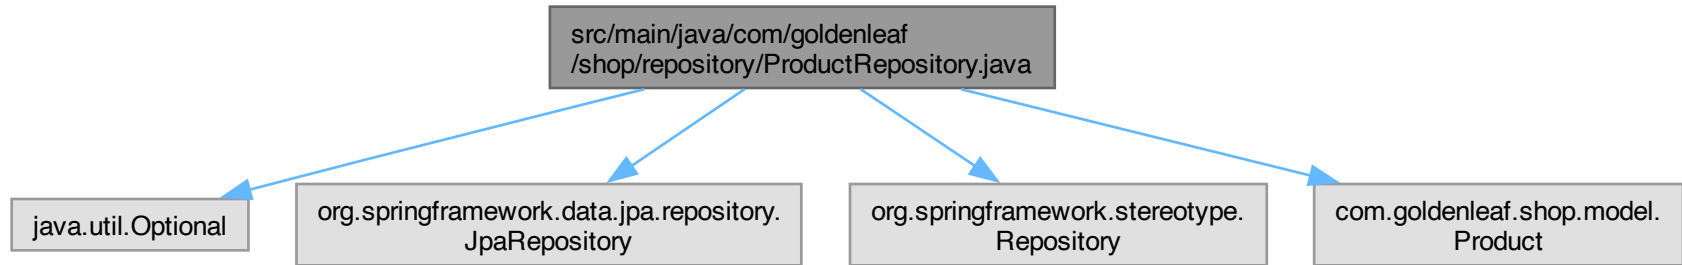 src/main/java/com/goldenleaf
/shop/repository/ProductRepository.java
java.util.Optional
org.springframework.data.jpa.repository.
JpaRepository
org.springframework.stereotype.
Repository
com.goldenleaf.shop.model.
Product